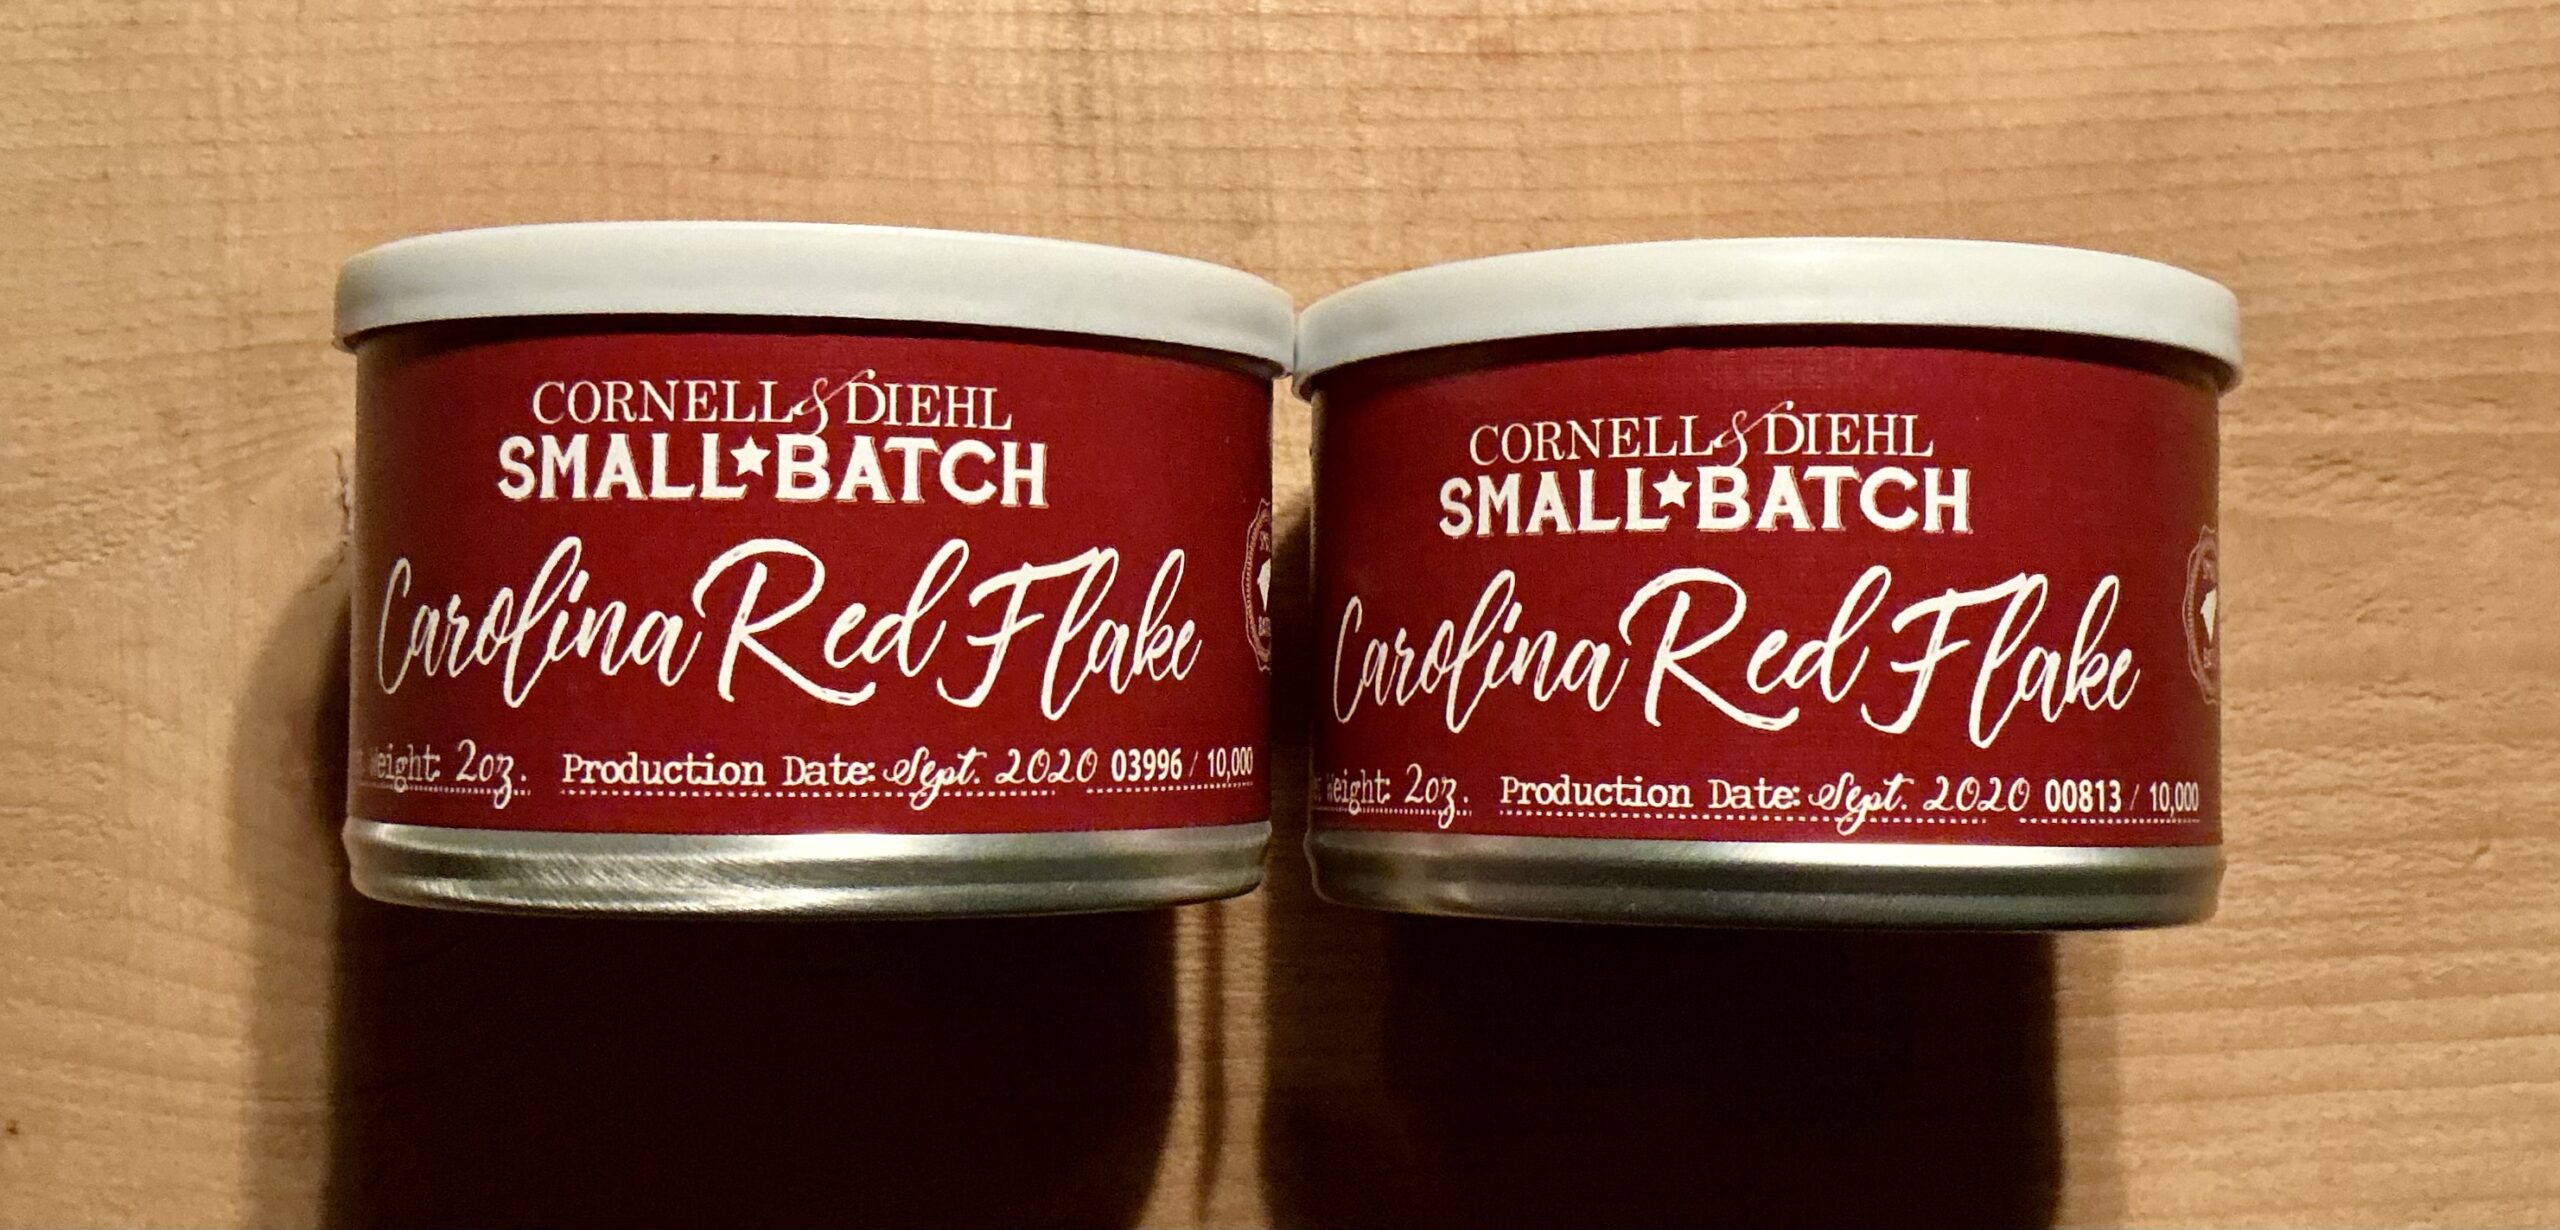 CORNELL & DIEHL
SMALL★BATCH
Carolina Red Flake
Weight: 2oz. Production Date: Sept. 2020 03996 / 10,000
CORNELL & DIEHL
SMALL★BATCH
Carolina Red Flake
Weight: 2oz. Production Date: Sept. 2020 00813 / 10,000